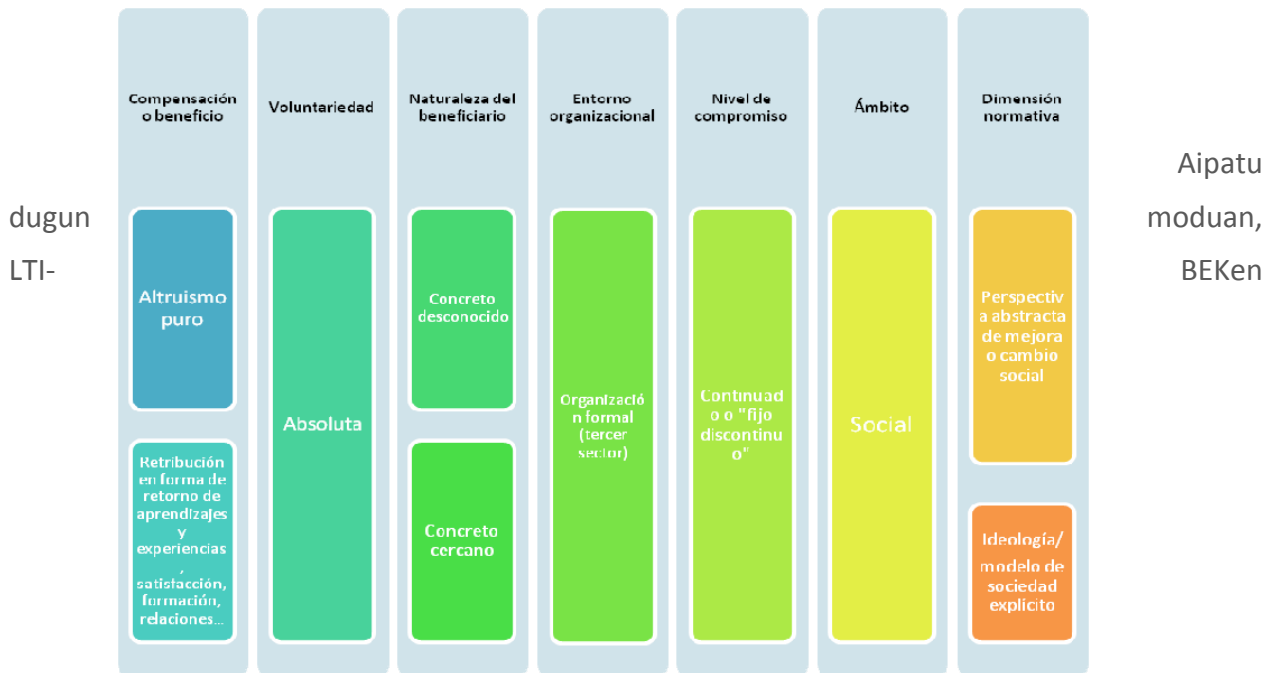 Compensación
o beneficio
Voluntariedad
Naturaleza del
beneficiario
Entorno
organizacional
Nivel de
compromiso
Ámbito
Dimensión
normativa
Altruismo
puro
Retribución
en forma de
retorno de
aprendizajes
y
experiencias
,
satisfacción,
formación,
relaciones...
Absoluta
Concreto
desconocido
Concreto
cercano
Organizació
n formal
(tercer
sector)
Continuad
o o "fijo
discontinu
o"
Social
Perspectiv
a abstracta
de mejora
o cambio
social
Ideología/
modelo de
sociedad
explícito
Aipatu
dugun moduan,
LTI- BEKen